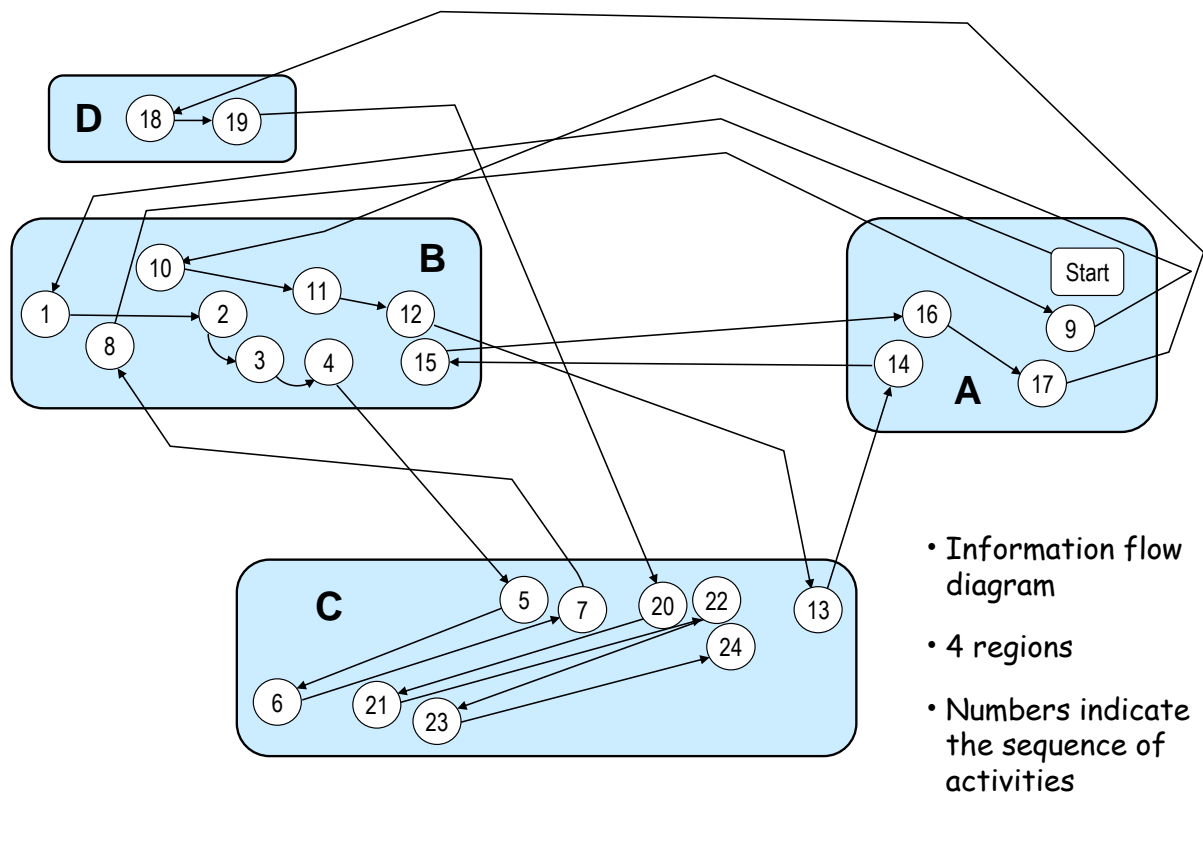 D
18
19
B
10
11
1
2
12
8
3
4
15
Start
16
9
14
17
A
C
5
7
20
22
13
24
6
21
23
• Information flow
diagram
• 4 regions
• Numbers indicate
the sequence of
activities